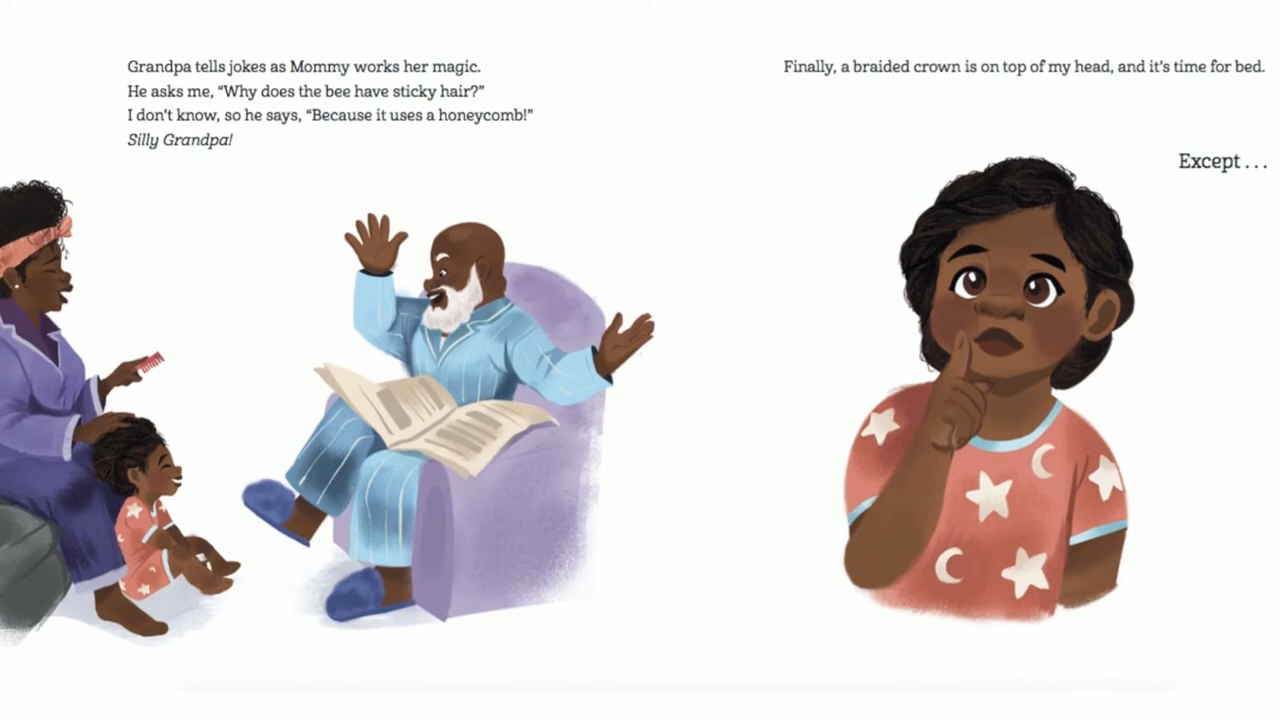 Grandpa tells jokes as Mommy works her magic.
He asks me, “Why does the bee have sticky hair?”
I don’t know, so he says, “Because it uses a honeycomb!”
Silly Grandpa!
Finally, a braided crown is on top of my head, and it’s time for bed.
Except . . .